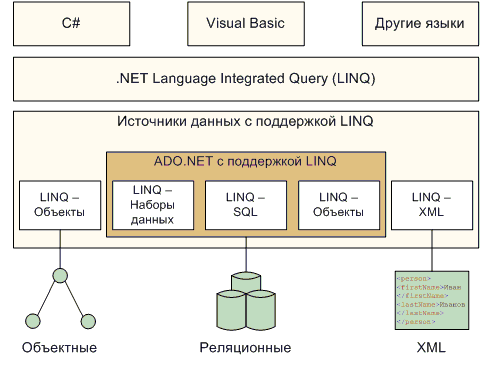 C#
Visual Basic
Другие языки
.NET Language Integrated Query (LINQ)
Источники данных с поддержкой LINQ
ADO.NET с поддержкой LINQ
LINQ –
Объекты
LINQ –
Наборы
данных
LINQ –
SQL
LINQ –
Объекты
LINQ –
XML
<person>
<firstName>Иван
</firstName>
<lastName>Иваков
</lastName>
</person>
Объектные
Реляционные
XML